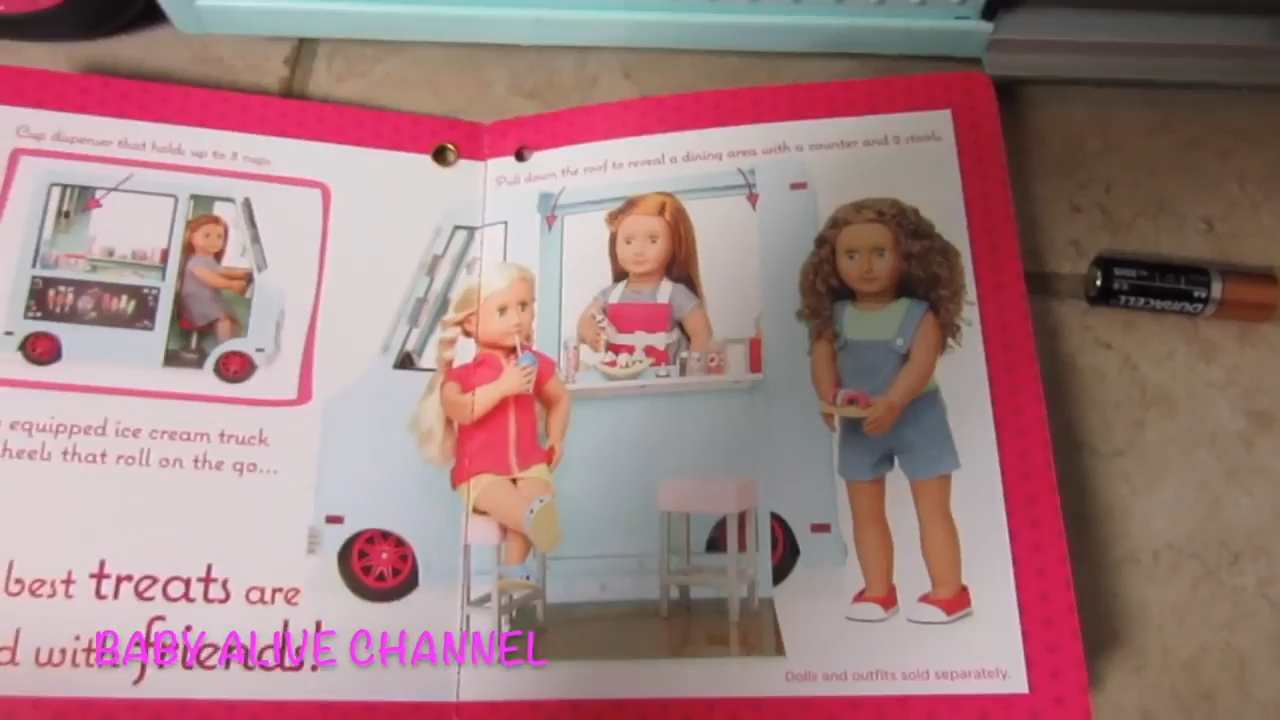 Cup dispenser that holds up to 3 cups.
Pull down the roof to reveal a dining area with a counter and 2 stools.
equipped ice cream truck
heels that roll on the go...
best treats are
d with friends!
BABY ALIVE CHANNEL
Dolls and outfits sold separately.
DURACELL